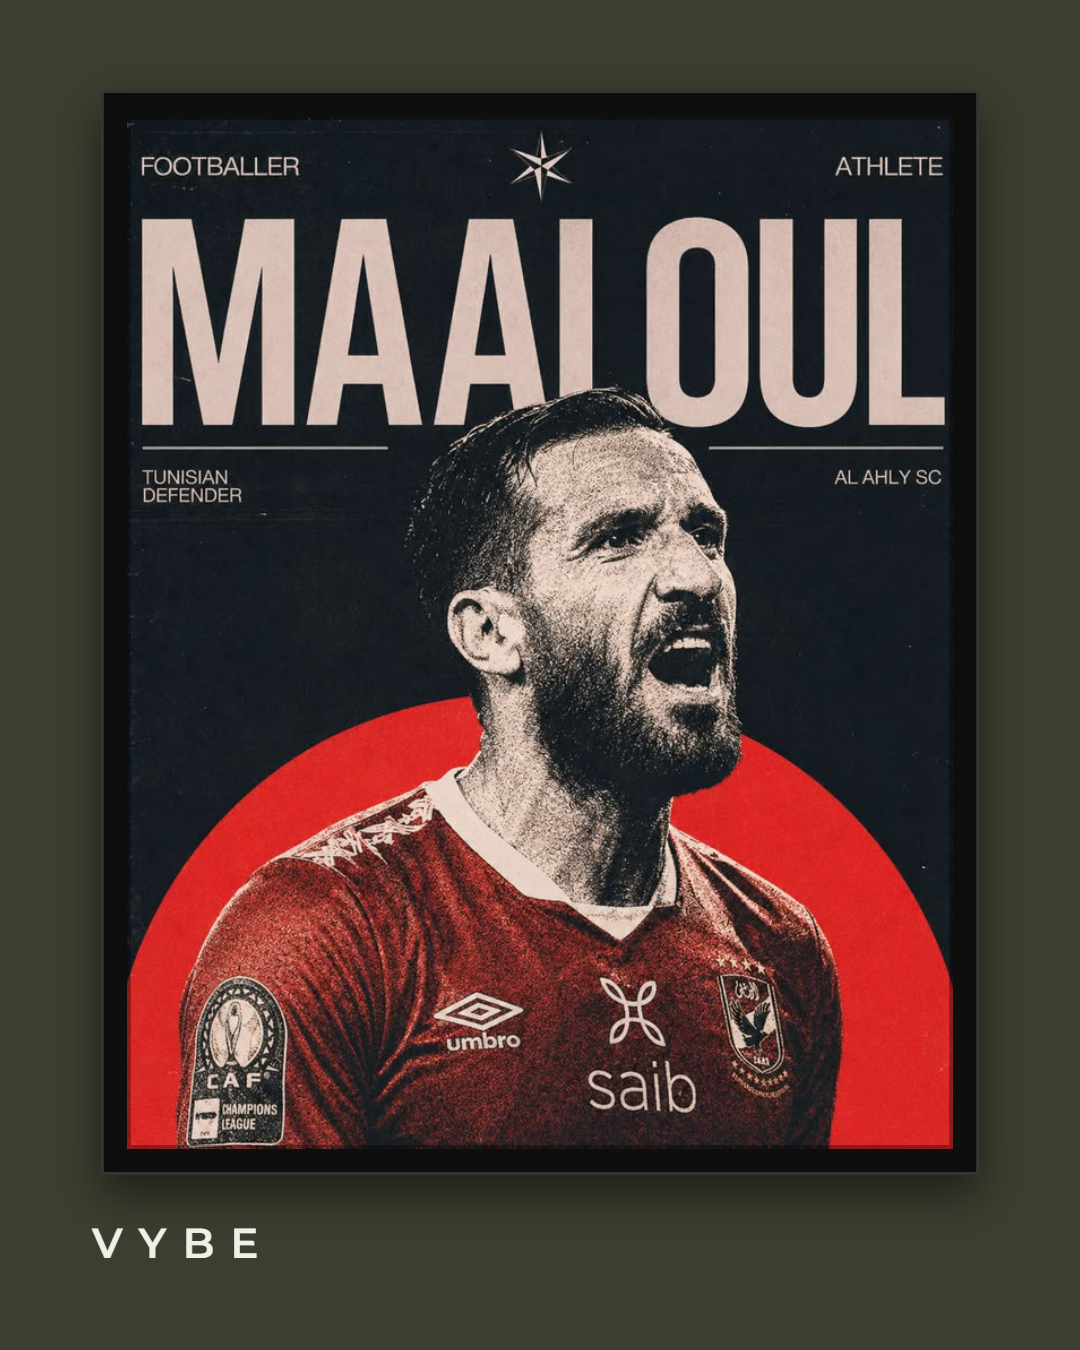 FOOTBALLER
ATHLETE
MAALOUL
TUNISIAN
DEFENDER
AL AHLY SC
umbro
saib
CAF
CHAMPIONS
LEAGUE
VYBE